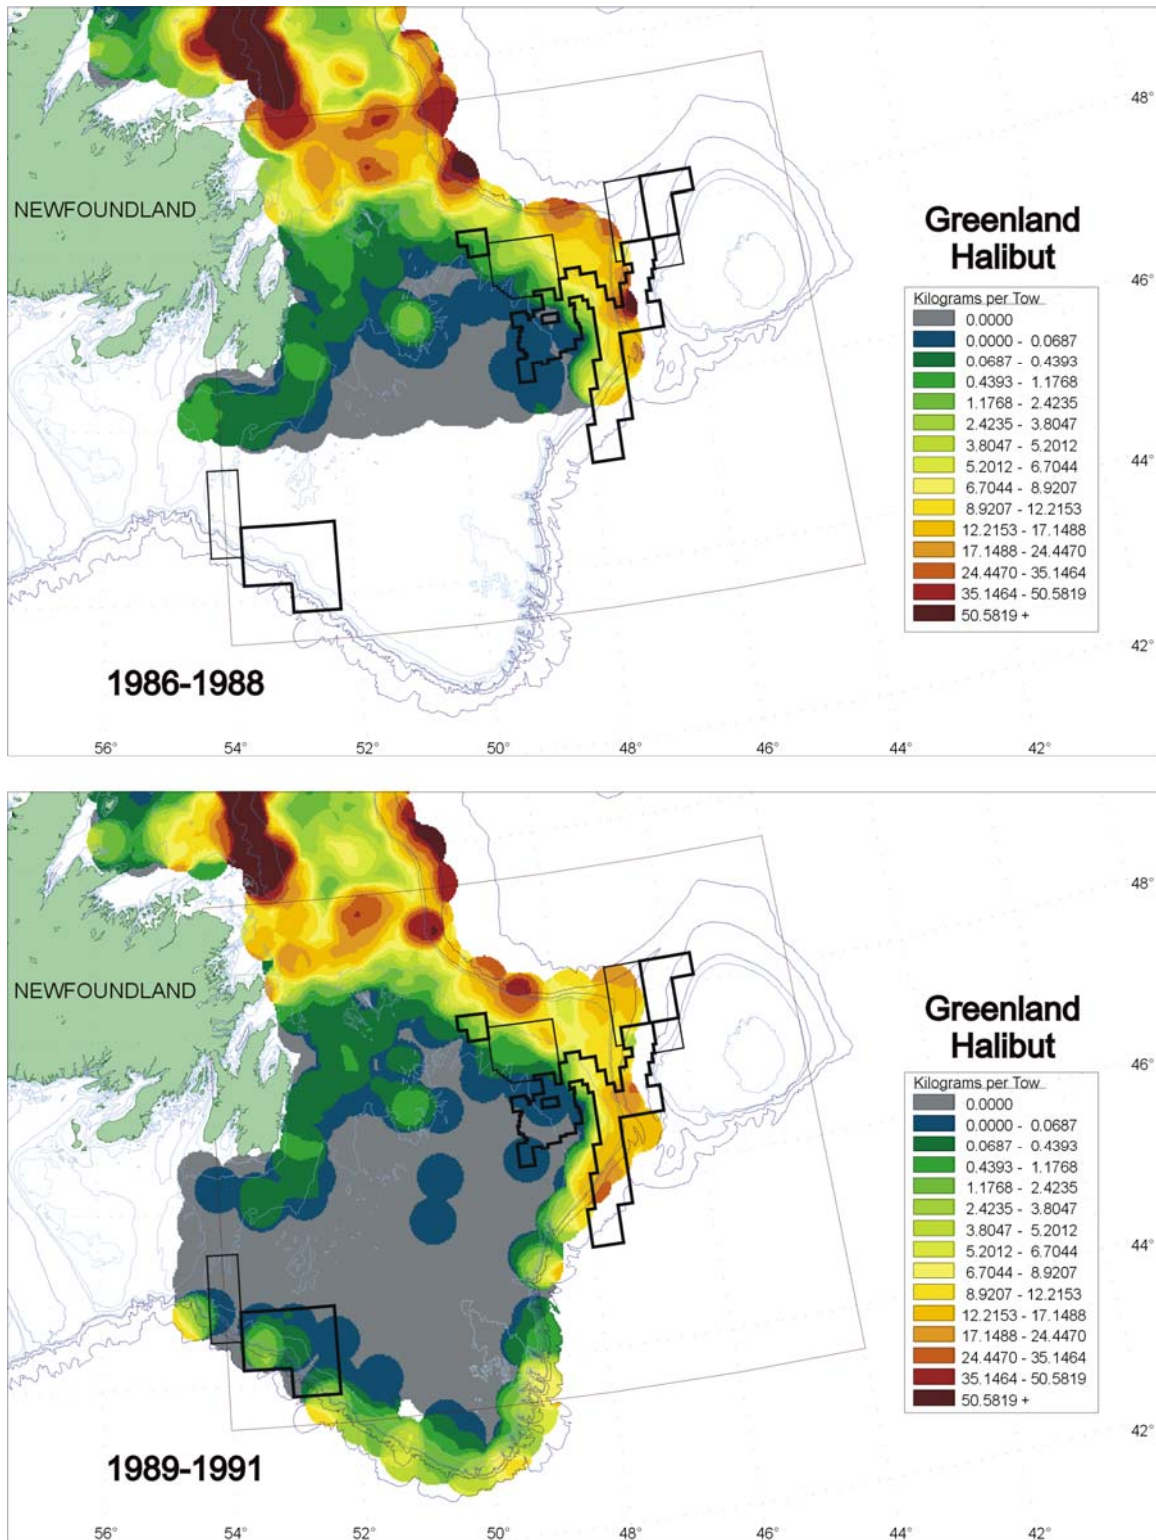 NEWFOUNDLAND
Greenland
Halibut
Kilograms per Tow
0.0000
0.0000 - 0.0687
0.0687 - 0.4393
0.4393 - 1.1768
1.1768 - 2.4235
2.4235 - 3.8047
3.8047 - 5.2012
5.2012 - 6.7044
6.7044 - 8.9207
8.9207 - 12.2153
12.2153 - 17.1488
17.1488 - 24.4470
24.4470 - 35.1464
35.1464 - 50.5819
50.5819 +
48°
46°
44°
42°
1986-1988
56° 54° 52° 50° 48° 46° 44° 42°
NEWFOUNDLAND
Greenland
Halibut
Kilograms per Tow
0.0000
0.0000 - 0.0687
0.0687 - 0.4393
0.4393 - 1.1768
1.1768 - 2.4235
2.4235 - 3.8047
3.8047 - 5.2012
5.2012 - 6.7044
6.7044 - 8.9207
8.9207 - 12.2153
12.2153 - 17.1488
17.1488 - 24.4470
24.4470 - 35.1464
35.1464 - 50.5819
50.5819 +
48°
46°
44°
42°
1989-1991
56° 54° 52° 50° 48° 46° 44° 42°